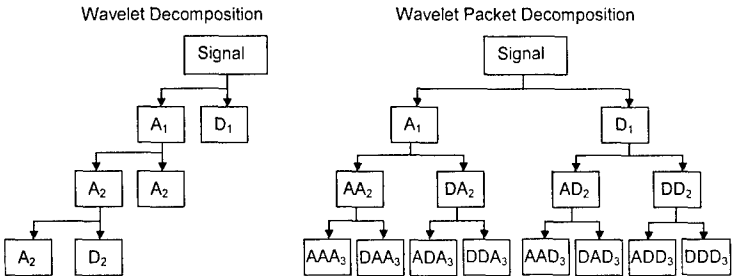 Wavelet Decomposition
Wavelet Packet Decomposition
Signal
Signal
A₁
D₁
A₁
D₁
A₂
A₂
AA₂
DA₂
AD₂
DD₂
A₂
D₂
AAA₃
DAA₃
ADA₃
DDA₃
AAD₃
DAD₃
ADD₃
DDD₃